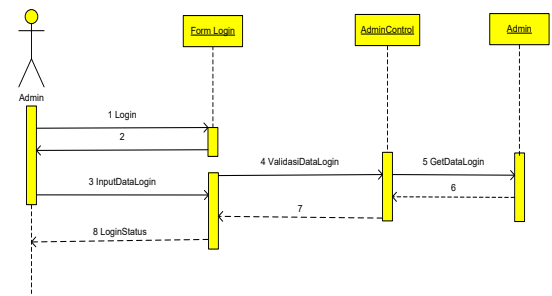 Form Login
AdminControl
Admin
Admin
1 Login
2
4 ValidasiDataLogin
5 GetDataLogin
3 InputDataLogin
6
7
8 LoginStatus